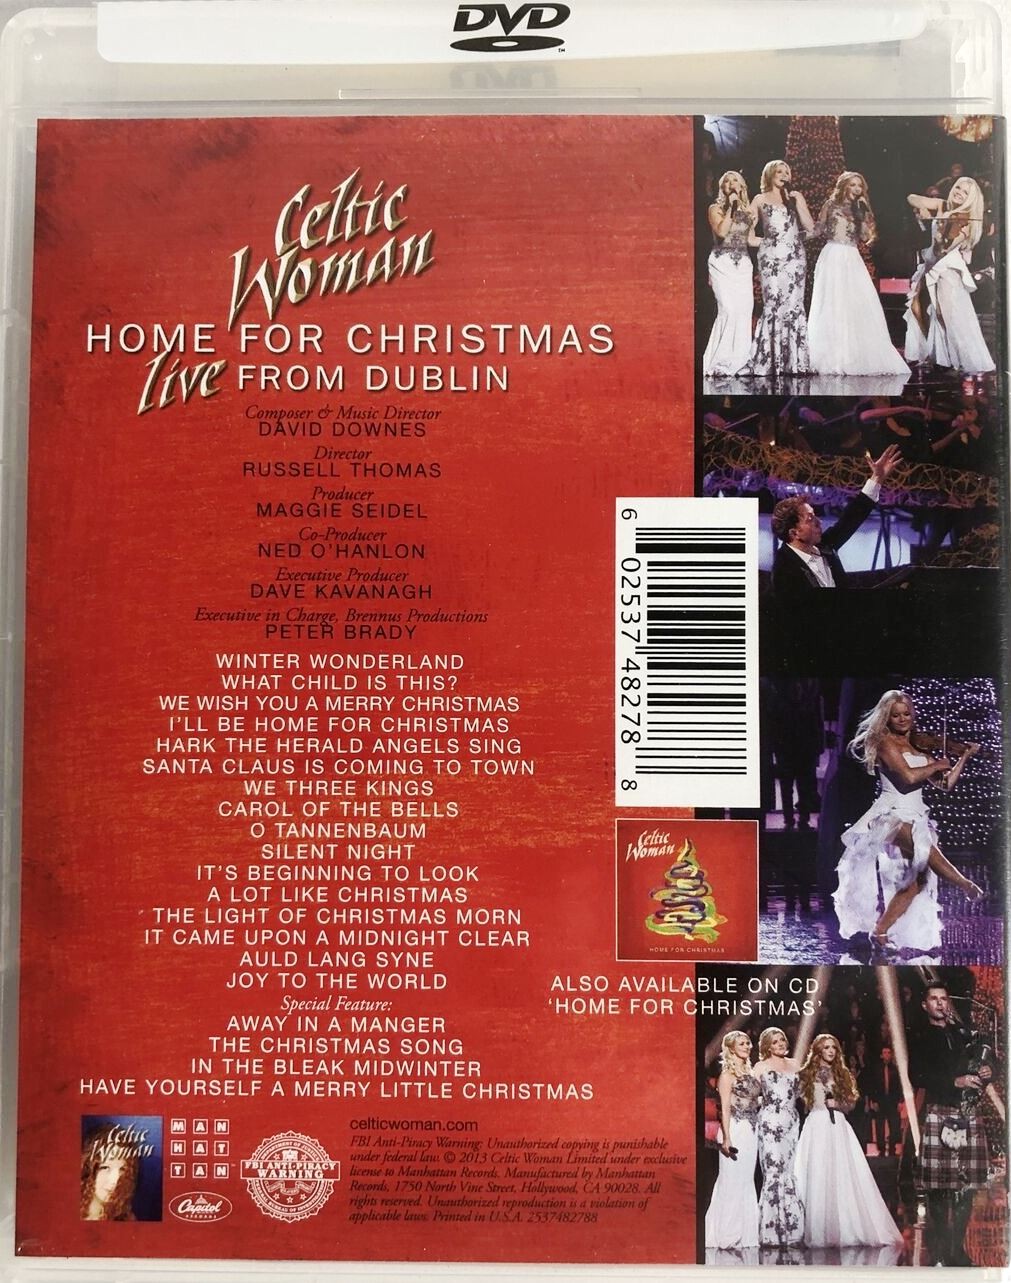 DVD
TM
Celtic
Woman
HOME FOR CHRISTMAS
live FROM DUBLIN
Composer & Music Director
DAVID DOWNES
Director
RUSSELL THOMAS
Producer
MAGGIE SEIDEL
Co-Producer
NED O'HANLON
Executive Producer
DAVE KAVANAGH
Executive in Charge, Brennus Productions
PETER BRADY
WINTER WONDERLAND
WHAT CHILD IS THIS?
WE WISH YOU A MERRY CHRISTMAS
I'LL BE HOME FOR CHRISTMAS
HARK THE HERALD ANGELS SING
SANTA CLAUS IS COMING TO TOWN
WE THREE KINGS
CAROL OF THE BELLS
O TANNENBAUM
SILENT NIGHT
IT'S BEGINNING TO LOOK
A LOT LIKE CHRISTMAS
THE LIGHT OF CHRISTMAS MORN
IT CAME UPON A MIDNIGHT CLEAR
AULD LANG SYNE
JOY TO THE WORLD
Special Feature:
AWAY IN A MANGER
THE CHRISTMAS SONG
IN THE BLEAK MIDWINTER
HAVE YOURSELF A MERRY LITTLE CHRISTMAS
6 02537 48278 8
Celtic
Woman
HOME FOR CHRISTMAS
ALSO AVAILABLE ON CD
'HOME FOR CHRISTMAS'
Celtic
Woman
MAN
HAT
TAN
Capitol
RECORDS
FBI ANTI-PIRACY
WARNING
celticwoman.com
FBI Anti-Piracy Warning: Unauthorized copying is punishable
under federal law. © 2013 Celtic Woman Limited under exclusive
license to Manhattan Records. Manufactured by Manhattan
Records, 1750 North Vine Street, Hollywood, CA 90028. All
rights reserved. Unauthorized reproduction is a violation of
applicable laws. Printed in U.S.A. 2537482788